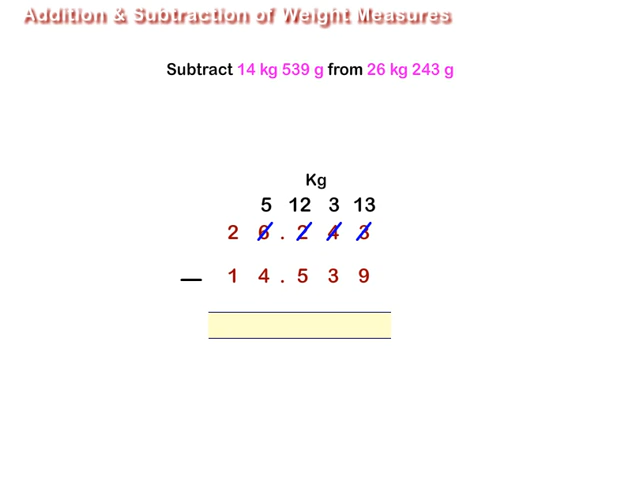 Addition & Subtraction of Weight Measures
Subtract 14 kg 539 g from 26 kg 243 g
Kg
5 12 3 13
2 6 . 2 4 3
— 1 4 . 5 3 9